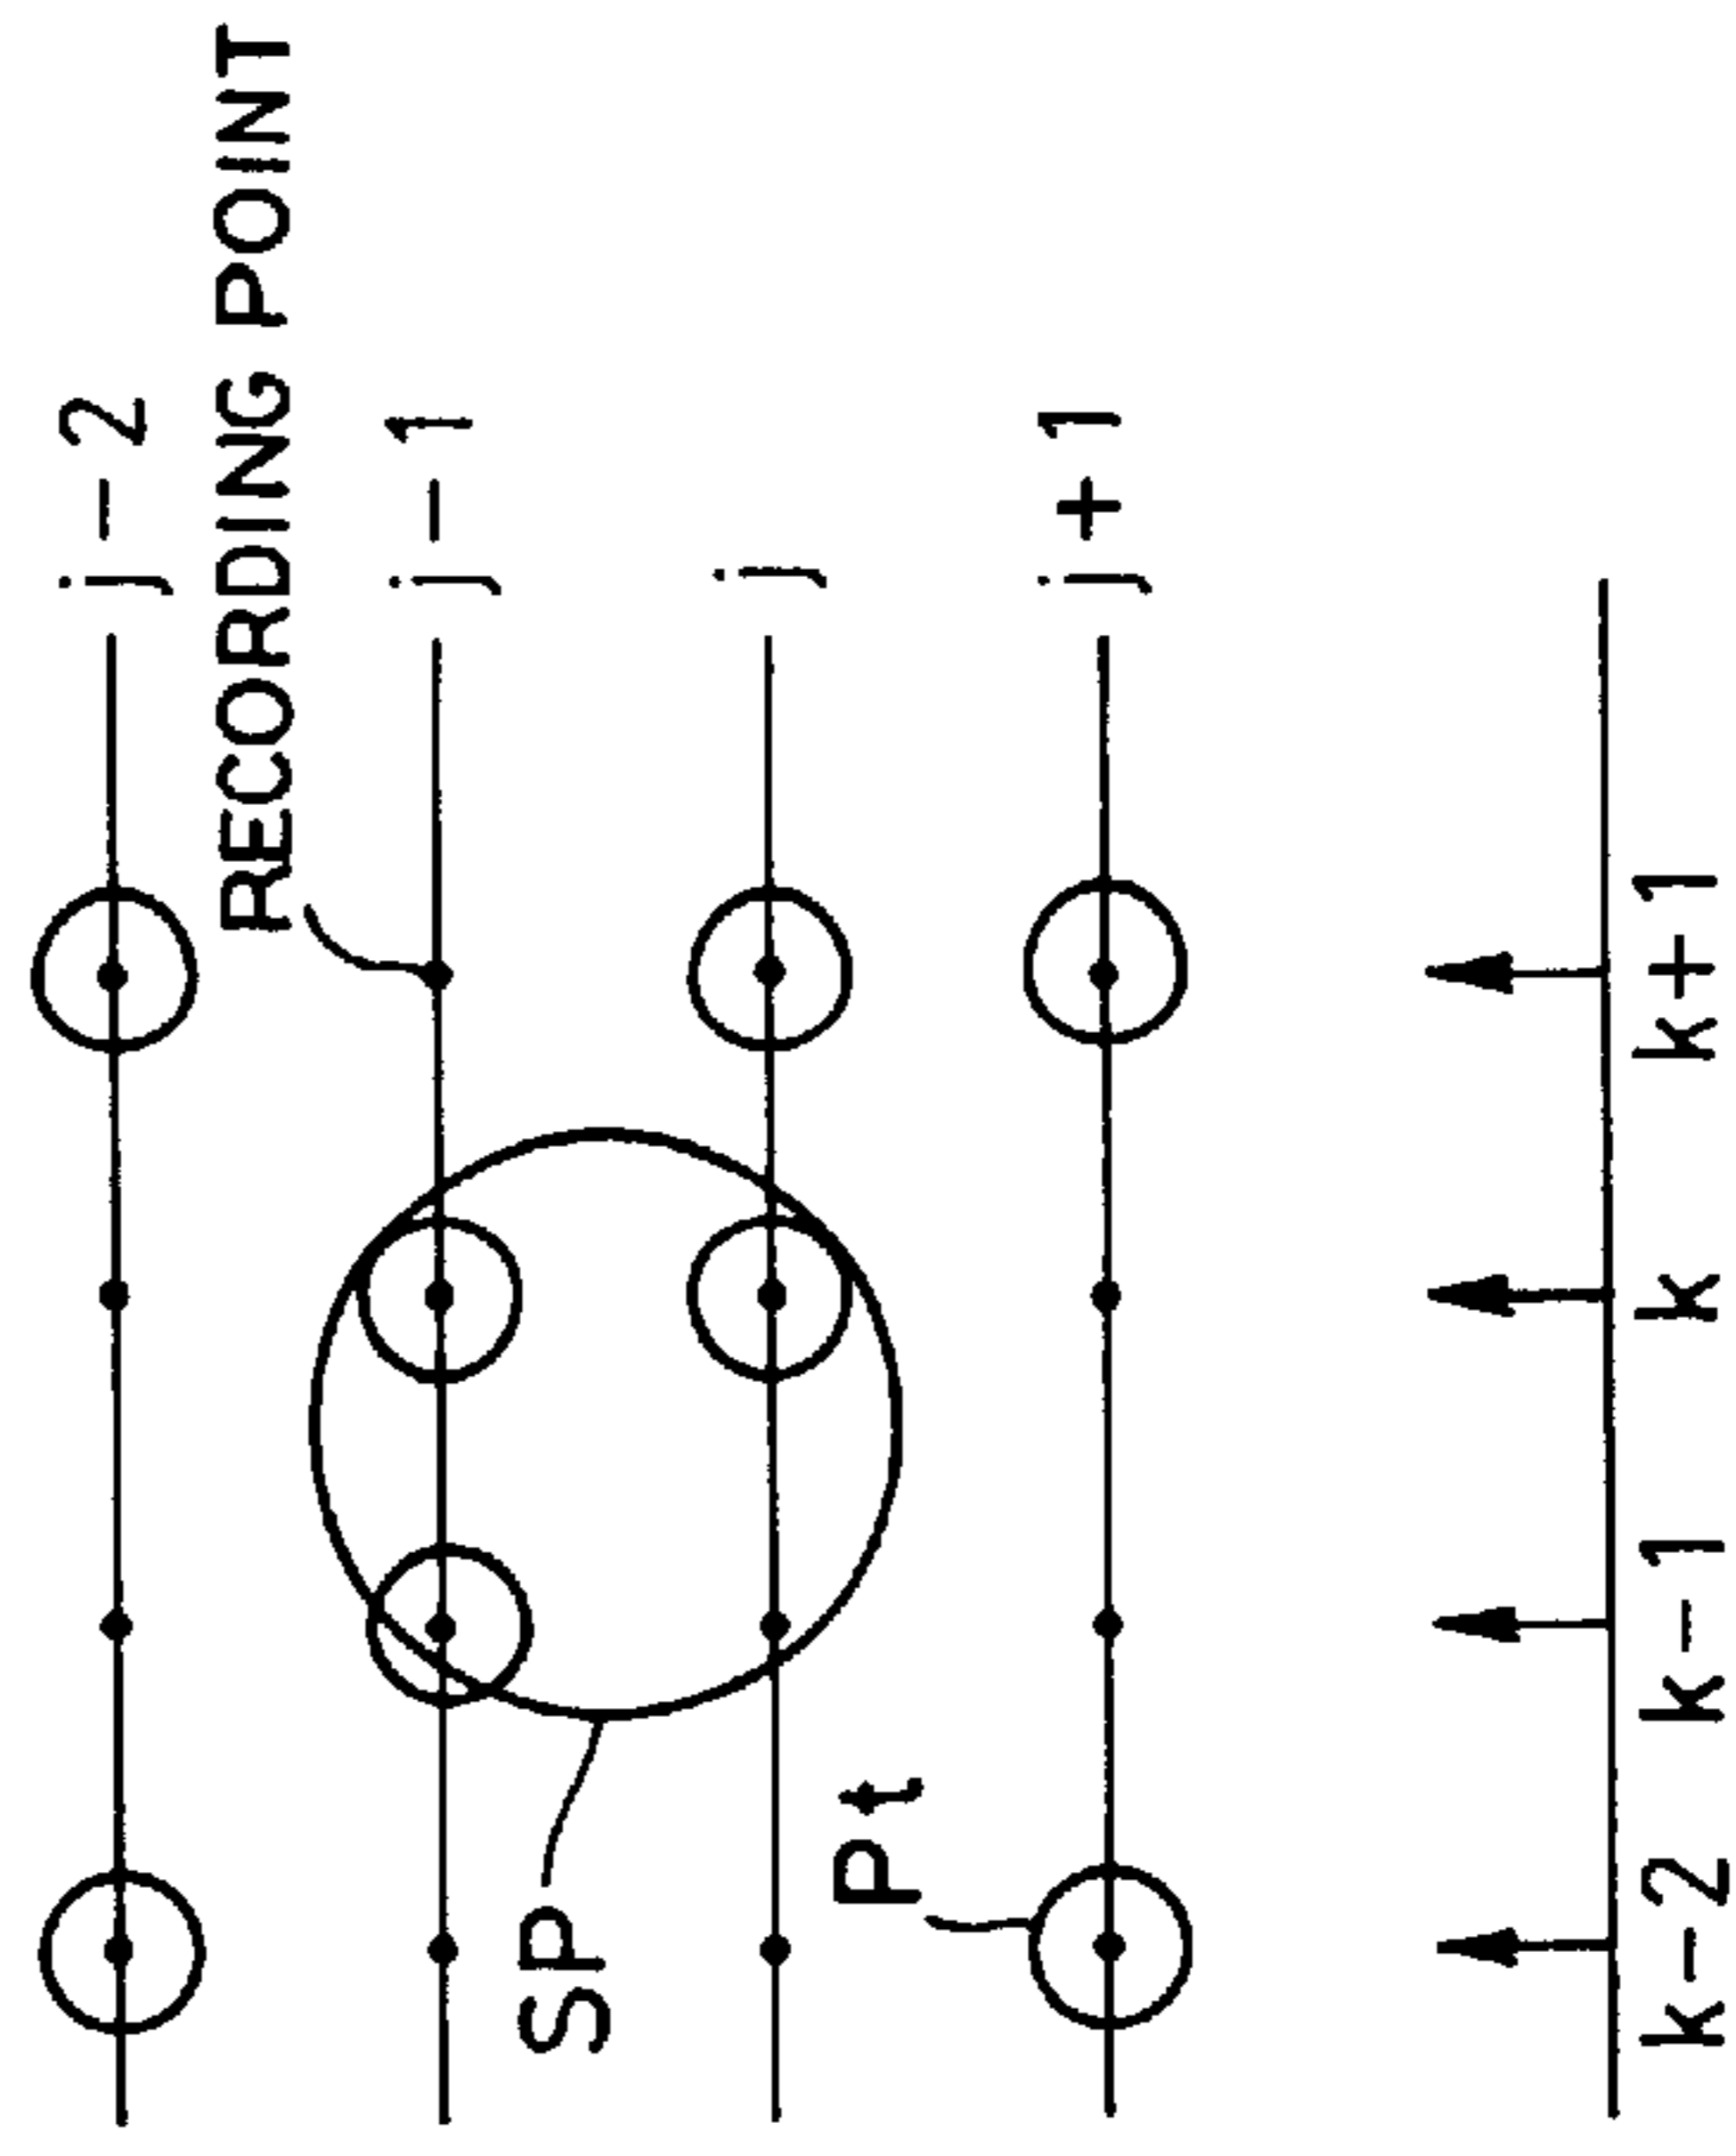 j-2
RECORDING POINT
j-1
j
j+1
SP
Pt
k-2
k-1
k
k+1